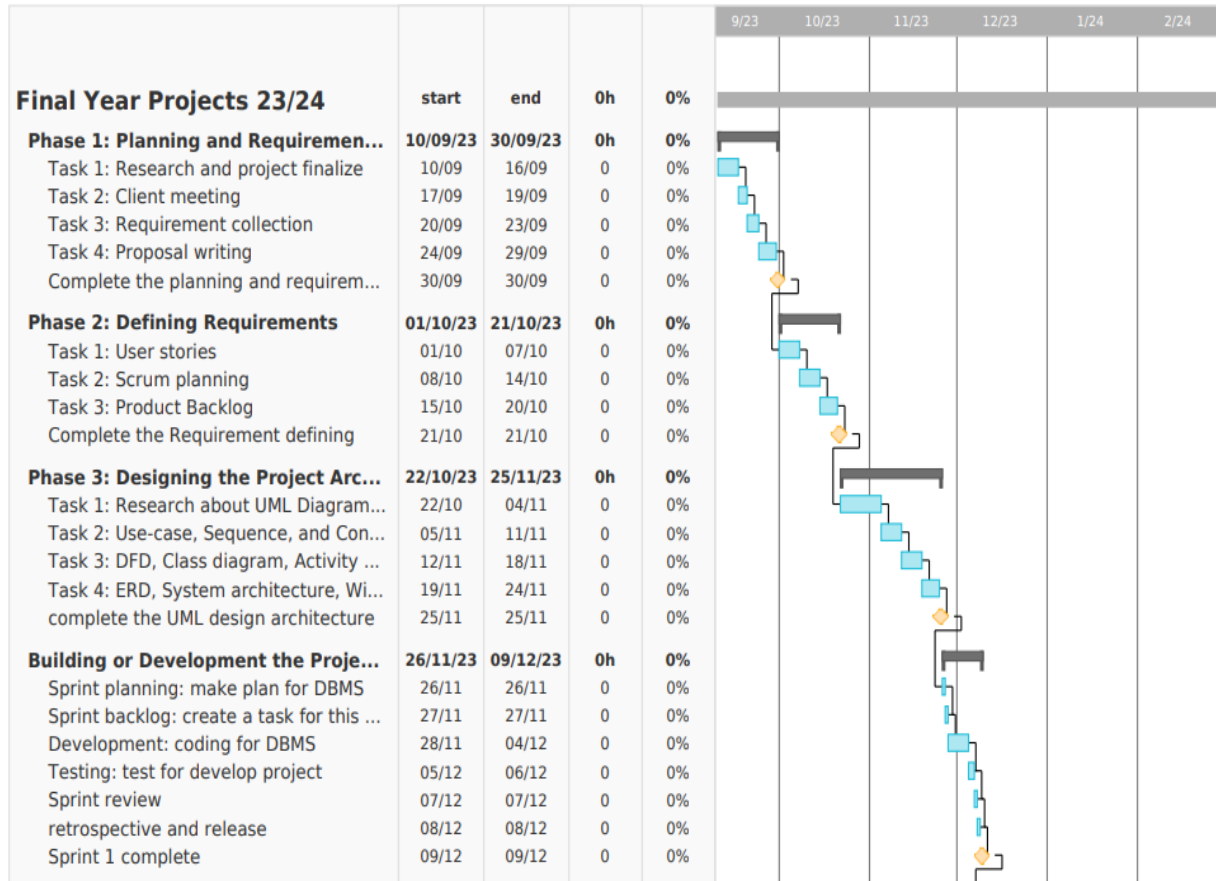 9/23 10/23 11/23 12/23 1/24 2/24
Final Year Projects 23/24 start end 0h 0%
Phase 1: Planning and Requiremen... 10/09/23 30/09/23 0h 0%
Task 1: Research and project finalize 10/09 16/09 0 0%
Task 2: Client meeting 17/09 19/09 0 0%
Task 3: Requirement collection 20/09 23/09 0 0%
Task 4: Proposal writing 24/09 29/09 0 0%
Complete the planning and requirem... 30/09 30/09 0 0%
Phase 2: Defining Requirements 01/10/23 21/10/23 0h 0%
Task 1: User stories 01/10 07/10 0 0%
Task 2: Scrum planning 08/10 14/10 0 0%
Task 3: Product Backlog 15/10 20/10 0 0%
Complete the Requirement defining 21/10 21/10 0 0%
Phase 3: Designing the Project Arc... 22/10/23 25/11/23 0h 0%
Task 1: Research about UML Diagram... 22/10 04/11 0 0%
Task 2: Use-case, Sequence, and Con... 05/11 11/11 0 0%
Task 3: DFD, Class diagram, Activity ... 12/11 18/11 0 0%
Task 4: ERD, System architecture, Wi... 19/11 24/11 0 0%
complete the UML design architecture 25/11 25/11 0 0%
Building or Development the Proje... 26/11/23 09/12/23 0h 0%
Sprint planning: make plan for DBMS 26/11 26/11 0 0%
Sprint backlog: create a task for this ... 27/11 27/11 0 0%
Development: coding for DBMS 28/11 04/12 0 0%
Testing: test for develop project 05/12 06/12 0 0%
Sprint review 07/12 07/12 0 0%
retrospective and release 08/12 08/12 0 0%
Sprint 1 complete 09/12 09/12 0 0%